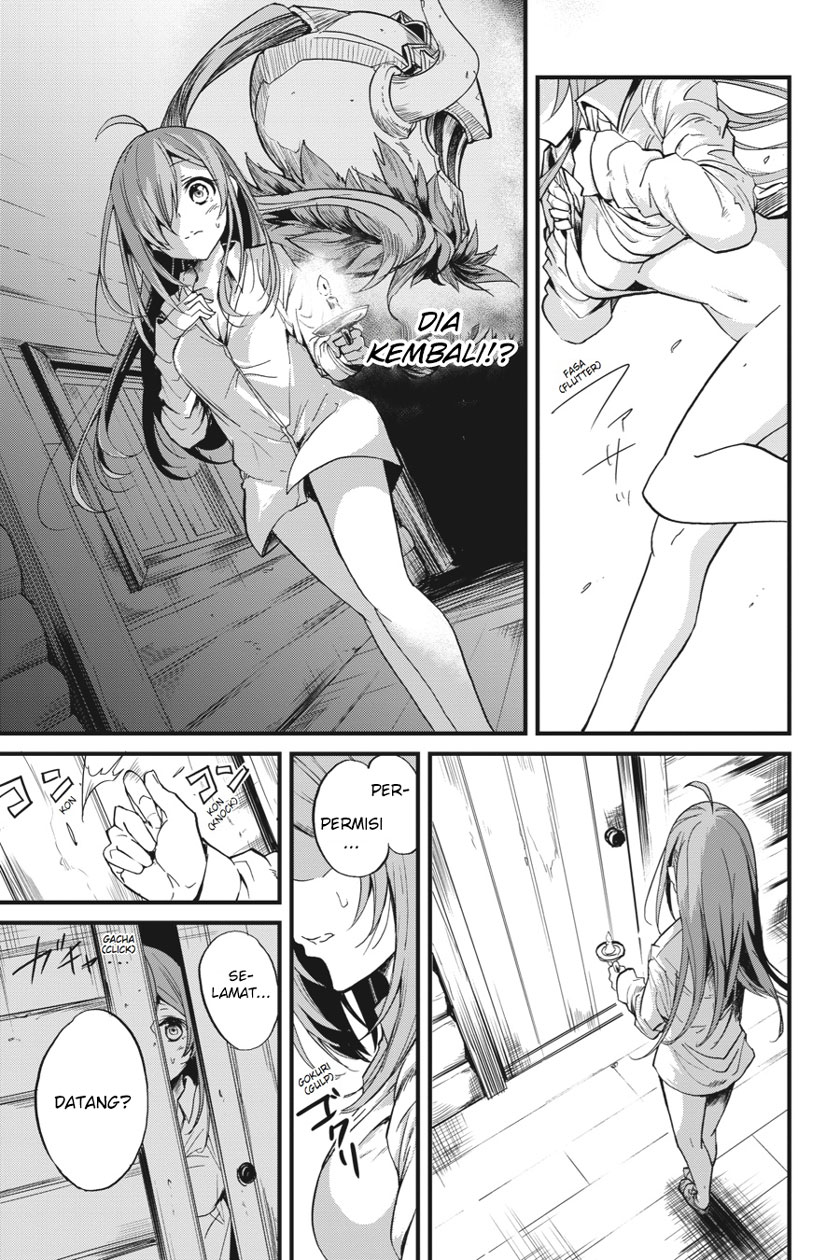 FASA
(FLUTTER)
ファ
サッ
DIA
KEMBALI!?
PER-
PERMISI
...
GOKURI
(GULP)
ゴクリ
コン
KON
(KNOCK)
コン
KON
GACHA
(CLICK)
...
ガチャ
SE-
LAMAT...
DATANG?